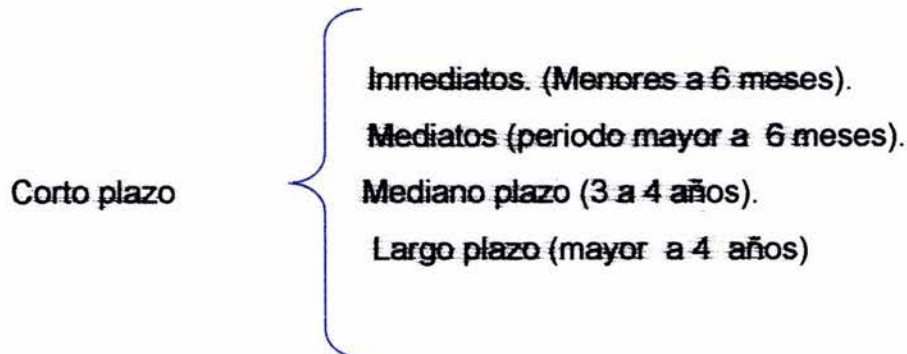 Inmediatos. (Menores a 6 meses).
Mediatos (periodo mayor a 6 meses).
Corto plazo
Mediano plazo (3 a 4 años).
Largo plazo (mayor a 4 años)